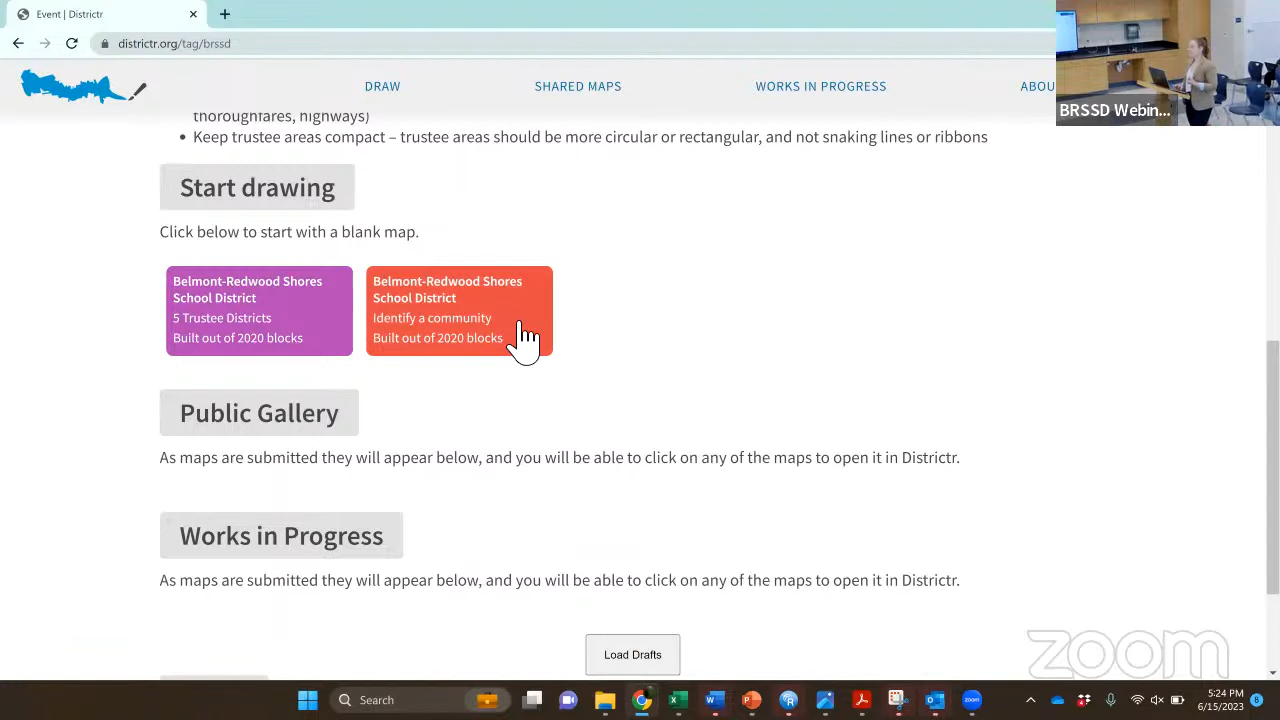 Event | Districtr
districtr.org/tag/brssd
DRAW
SHARED MAPS
WORKS IN PROGRESS
ABOU
BRSSD Webin...
thoroughfares, highways)
Keep trustee areas compact – trustee areas should be more circular or rectangular, and not snaking lines or ribbons
Start drawing
Click below to start with a blank map.
Belmont-Redwood Shores
School District
5 Trustee Districts
Built out of 2020 blocks
Belmont-Redwood Shores
School District
Identify a community
Built out of 2020 blocks
Public Gallery
As maps are submitted they will appear below, and you will be able to click on any of the maps to open it in Districtr.
Works in Progress
As maps are submitted they will appear below, and you will be able to click on any of the maps to open it in Districtr.
Load Drafts
zoom
Search
zoom
5:24 PM
6/15/2023
8